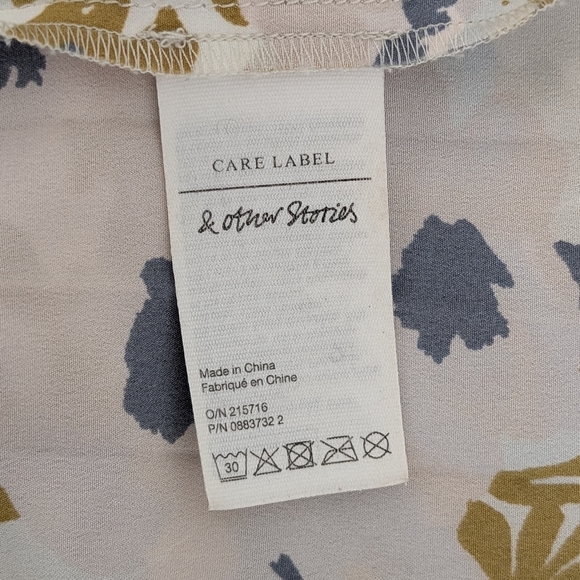 CARE LABEL
& other Stories
Made in China
Fabriqué en Chine
O/N 215716
P/N 0883732 2
30